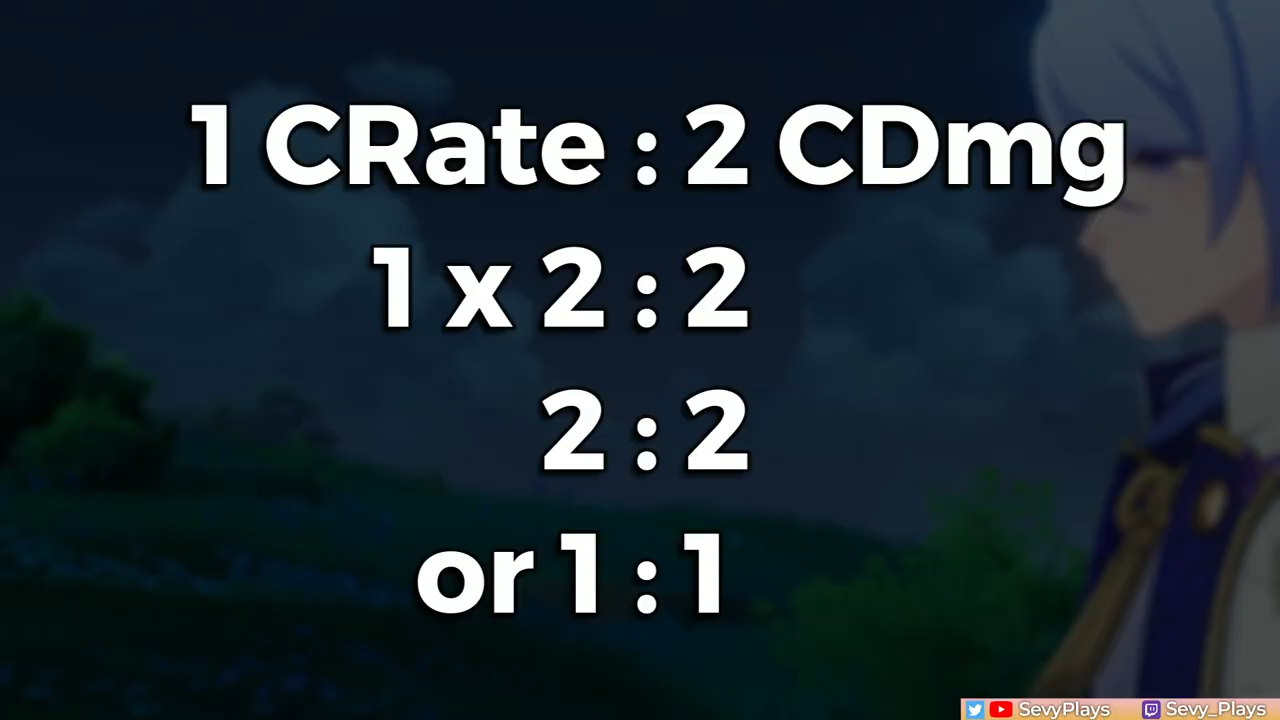 1 CRate : 2 CDmg
1 x 2 : 2
2 : 2
or 1 : 1
SevyPlays Sevy_Plays